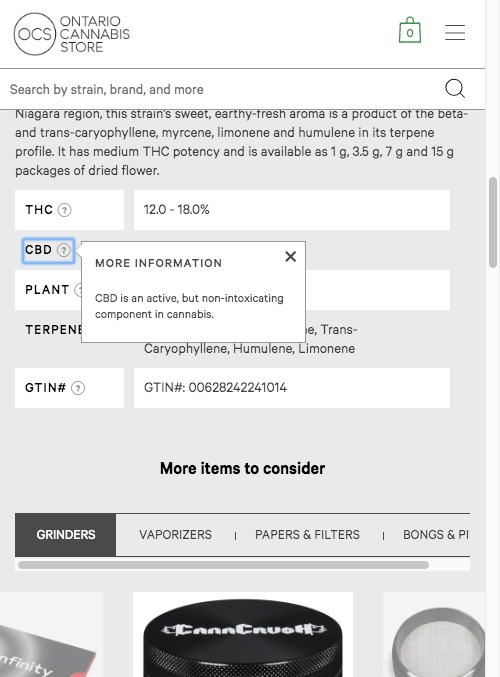 OCS
ONTARIO
CANNABIS
STORE
0
Search by strain, brand, and more
Niagara region, this strain's sweet, earthy-fresh aroma is a product of the beta-
and trans-caryophyllene, myrcene, limonene and humulene in its terpene
profile. It has medium THC potency and is available as 1 g, 3.5 g, 7 g and 15 g
packages of dried flower.
THC ? 12.0 - 18.0%
CBD ?
MORE INFORMATION
CBD is an active, but non-intoxicating
component in cannabis.
PLANT
TERPENE
ne, Trans-
Caryophyllene, Humulene, Limonene
GTIN# ? GTIN#: 00628242241014
More items to consider
GRINDERS VAPORIZERS | PAPERS & FILTERS | BONGS & PI
nfinity
CannCrush